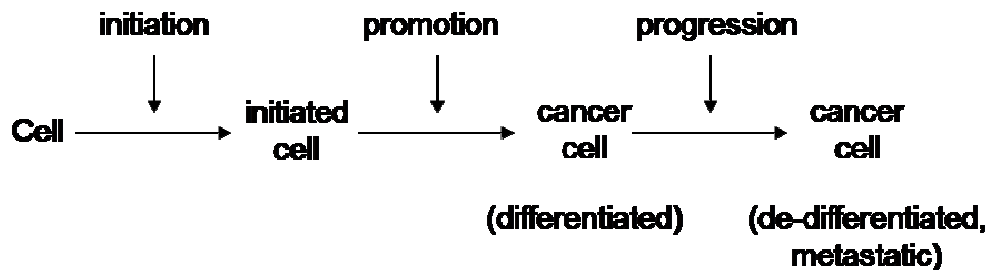 initiation promotion progression
Cell initiated cell cancer cell cancer cell
(differentiated) (de-differentiated, metastatic)